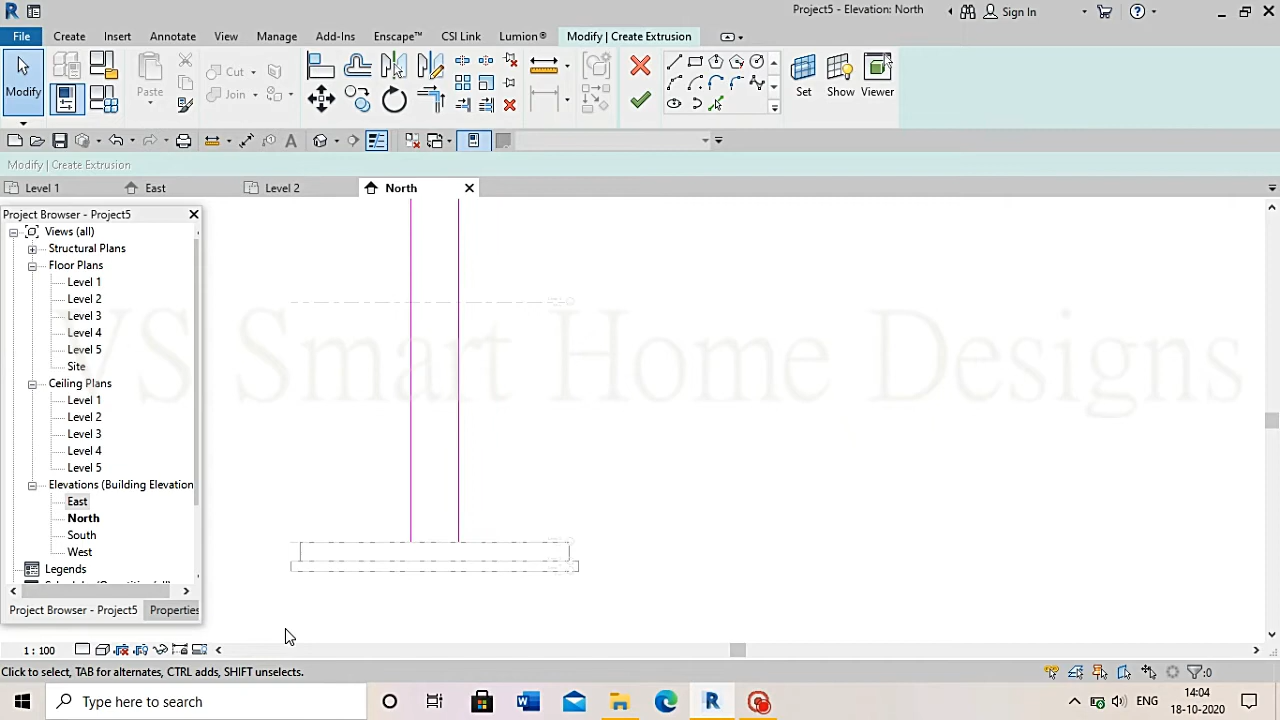 Project5 - Elevation: North
Sign In
File
Create
Insert
Annotate
View
Manage
Add-Ins
Enscape™
CSI Link
Lumion®
Modify | Create Extrusion
Modify
Paste
Cut
Join
Set
Show
Viewer
Modify | Create Extrusion
Level 1
East
Level 2
North
Project Browser - Project5
Views (all)
Structural Plans
Floor Plans
Level 1
Level 2
Level 3
Level 4
Level 5
Site
Ceiling Plans
Level 1
Level 2
Level 3
Level 4
Level 5
Elevations (Building Elevation
East
North
South
West
Legends
VS Smart Home Designs
Project Browser - Project5
Properties
1 : 100
Click to select, TAB for alternates, CTRL adds, SHIFT unselects.
:0
Type here to search
ENG
14:04
18-10-2020